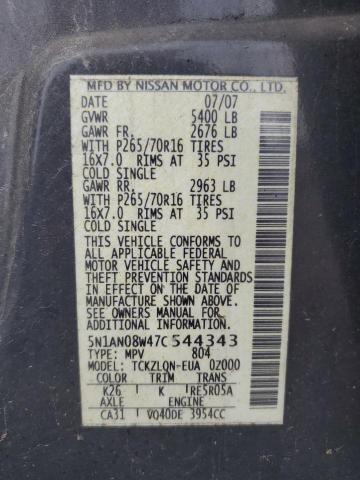 MFD BY NISSAN MOTOR CO., LTD.
DATE 07/07
GVWR 5400 LB
GAWR FR. 2676 LB
WITH P265/70R16 TIRES
16X7.0 RIMS AT 35 PSI
COLD SINGLE
GAWR RR. 2963 LB
WITH P265/70R16 TIRES
16X7.0 RIMS AT 35 PSI
COLD SINGLE
THIS VEHICLE CONFORMS TO
ALL APPLICABLE FEDERAL
MOTOR VEHICLE SAFETY AND
THEFT PREVENTION STANDARDS
IN EFFECT ON THE DATE OF
MANUFACTURE SHOWN ABOVE.
SEE OWNERS MANUAL FOR
ADDITIONAL INFORMATION.
5N1AN08W47C544343
TYPE: MPV 804
MODEL: TCKZLQN-EUA 0Z000
COLOR TRIM TRANS
K26 K RE5R05A
AXLE ENGINE
CA31 VQ40DE 3954CC